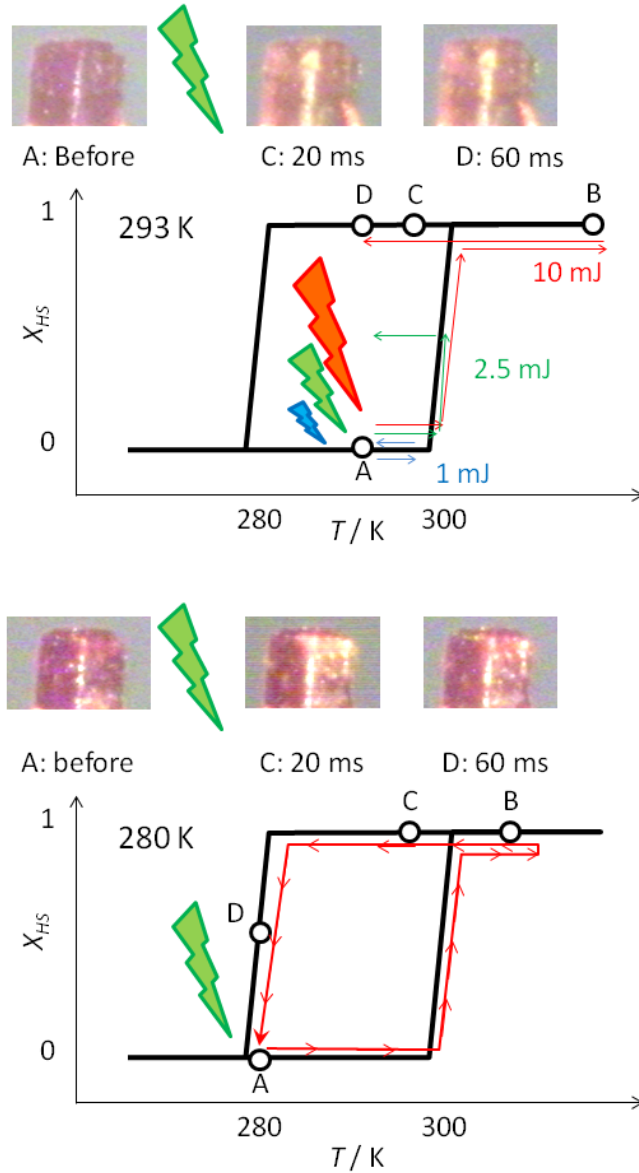 A: Before
C: 20 ms
D: 60 ms
1
293 K
D
C
B
10 mJ
X_HS
2.5 mJ
0
A
1 mJ
280
300
T / K
A: before
C: 20 ms
D: 60 ms
1
280 K
C
B
D
X_HS
0
A
280
300
T / K